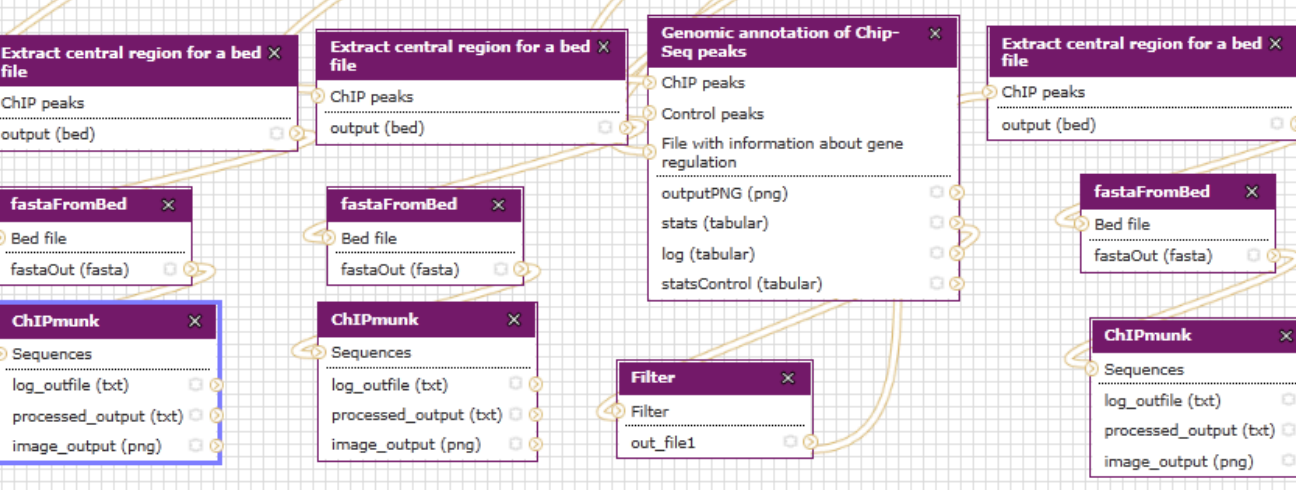 Extract central region for a bed
file
ChIP peaks
output (bed)
Extract central region for a bed
file
ChIP peaks
output (bed)
Genomic annotation of Chip-
Seq peaks
ChIP peaks
Control peaks
File with information about gene
regulation
outputPNG (png)
stats (tabular)
log (tabular)
statsControl (tabular)
Extract central region for a bed
file
ChIP peaks
output (bed)
fastaFromBed
Bed file
fastaOut (fasta)
fastaFromBed
Bed file
fastaOut (fasta)
fastaFromBed
Bed file
fastaOut (fasta)
ChIPmunk
Sequences
log_outfile (txt)
processed_output (txt)
image_output (png)
ChIPmunk
Sequences
log_outfile (txt)
processed_output (txt)
image_output (png)
Filter
Filter
out_file1
ChIPmunk
Sequences
log_outfile (txt)
processed_output (txt)
image_output (png)